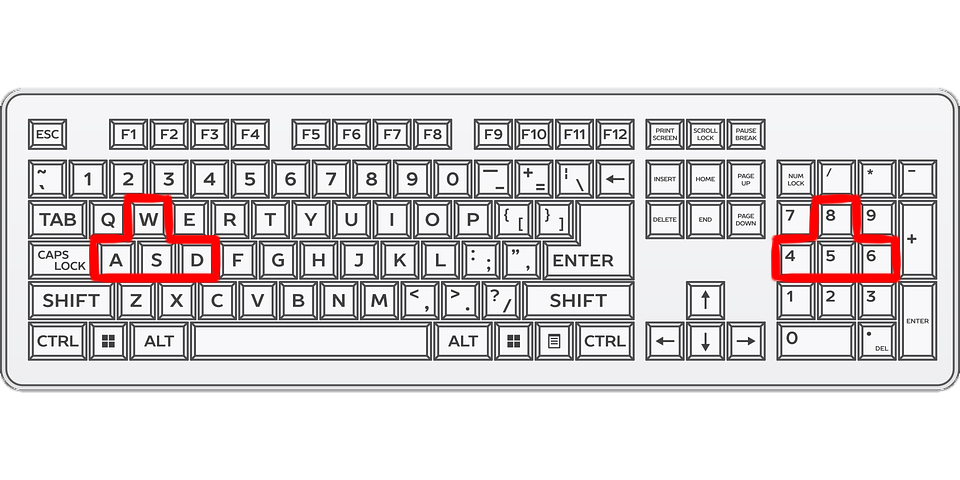 ESC F1 F2 F3 F4 F5 F6 F7 F8 F9 F10 F11 F12 PRINT SCREEN SCROLL LOCK PAUSE BREAK
~ ` 1 2 3 4 5 6 7 8 9 0 _ - + = ¦ \ ← INSERT HOME PAGE UP NUM LOCK / * -
TAB Q W E R T Y U I O P { [ } ] DELETE END PAGE DOWN 7 8 9 +
CAPS LOCK A S D F G H J K L : ; " , ENTER 4 5 6
SHIFT Z X C V B N M < , > . ? / SHIFT ↑ 1 2 3 ENTER
CTRL ALT ALT CTRL ← ↓ → 0 • DEL